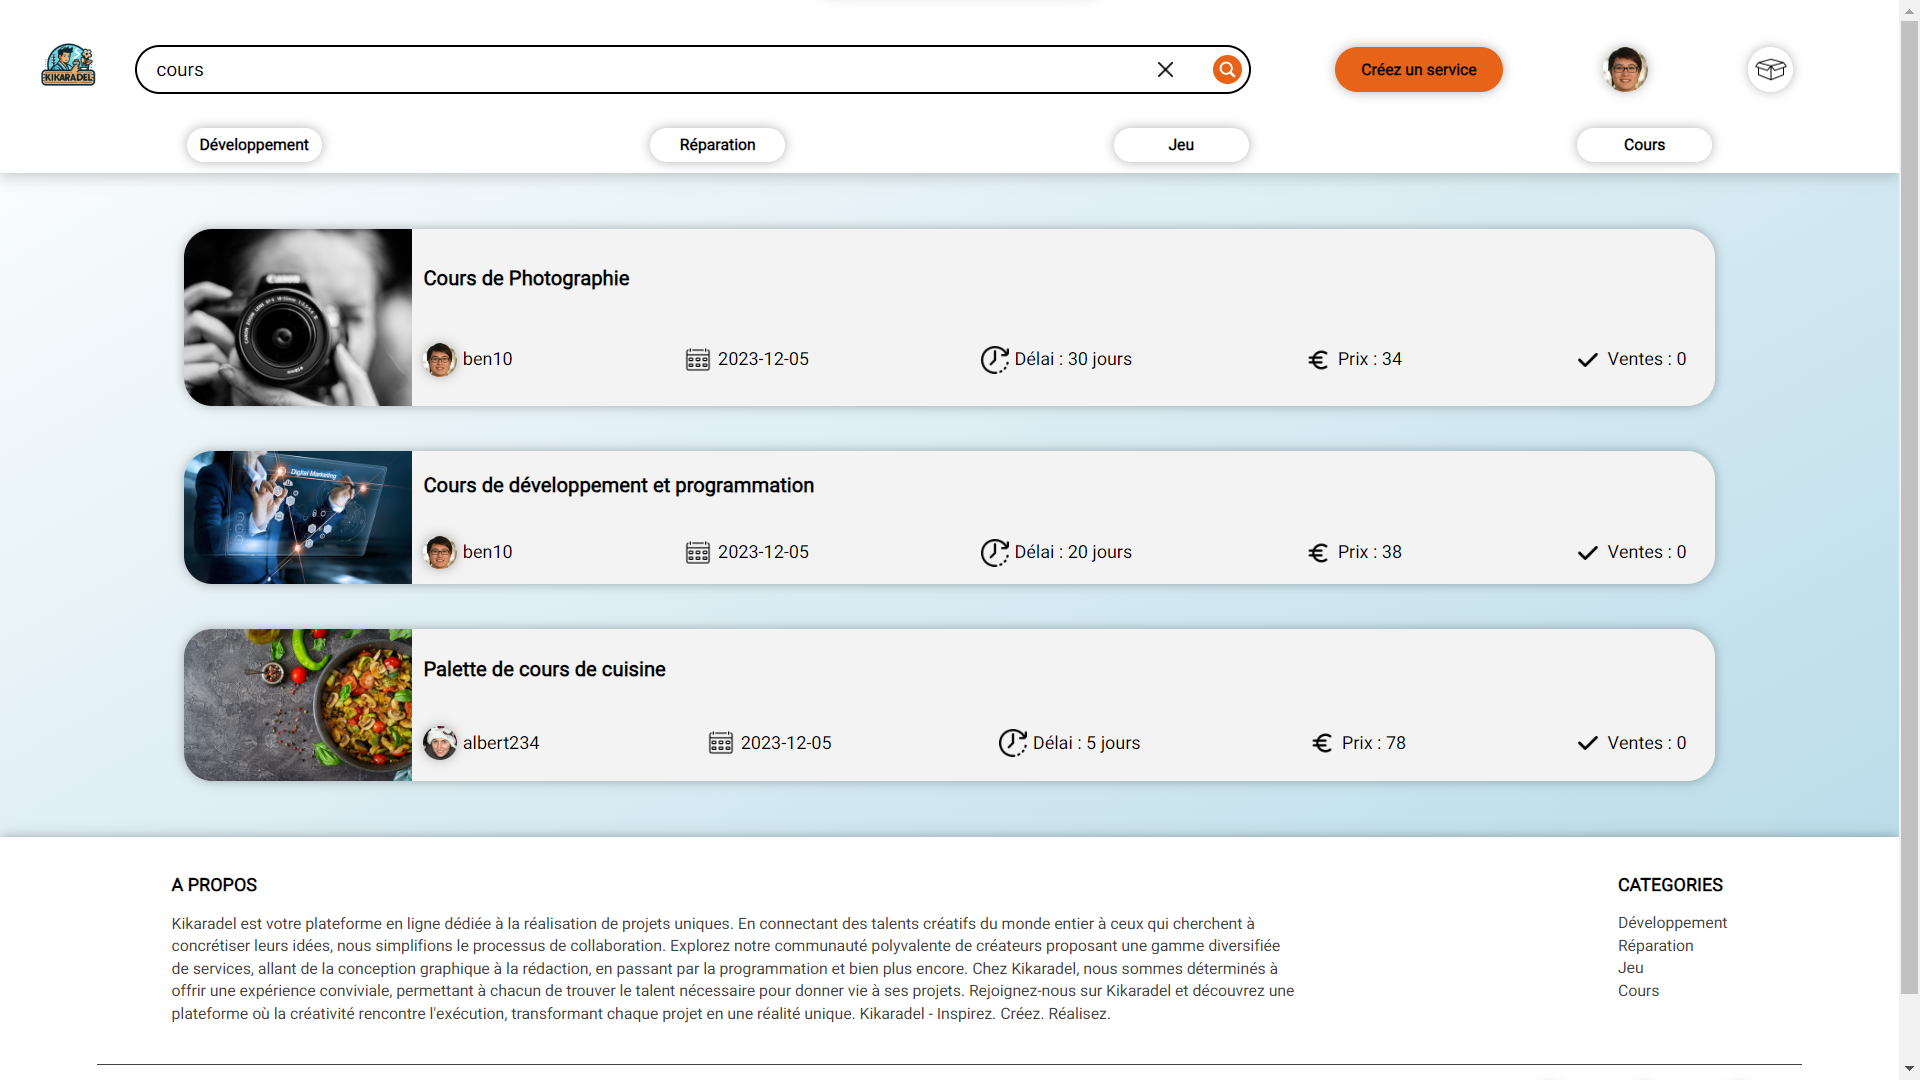 KIKARADEL
cours
Créez un service
Développement
Réparation
Jeu
Cours
Cours de Photographie
ben10
2023-12-05
Délai : 30 jours
Prix : 34
Ventes : 0
Digital Marketing
Cours de développement et programmation
ben10
2023-12-05
Délai : 20 jours
Prix : 38
Ventes : 0
Palette de cours de cuisine
albert234
2023-12-05
Délai : 5 jours
Prix : 78
Ventes : 0
A PROPOS
Kikaradel est votre plateforme en ligne dédiée à la réalisation de projets uniques. En connectant des talents créatifs du monde entier à ceux qui cherchent à
concrétiser leurs idées, nous simplifions le processus de collaboration. Explorez notre communauté polyvalente de créateurs proposant une gamme diversifiée
de services, allant de la conception graphique à la rédaction, en passant par la programmation et bien plus encore. Chez Kikaradel, nous sommes déterminés à
offrir une expérience conviviale, permettant à chacun de trouver le talent nécessaire pour donner vie à ses projets. Rejoignez-nous sur Kikaradel et découvrez une
plateforme où la créativité rencontre l'exécution, transformant chaque projet en une réalité unique. Kikaradel - Inspirez. Créez. Réalisez.
CATEGORIES
Développement
Réparation
Jeu
Cours